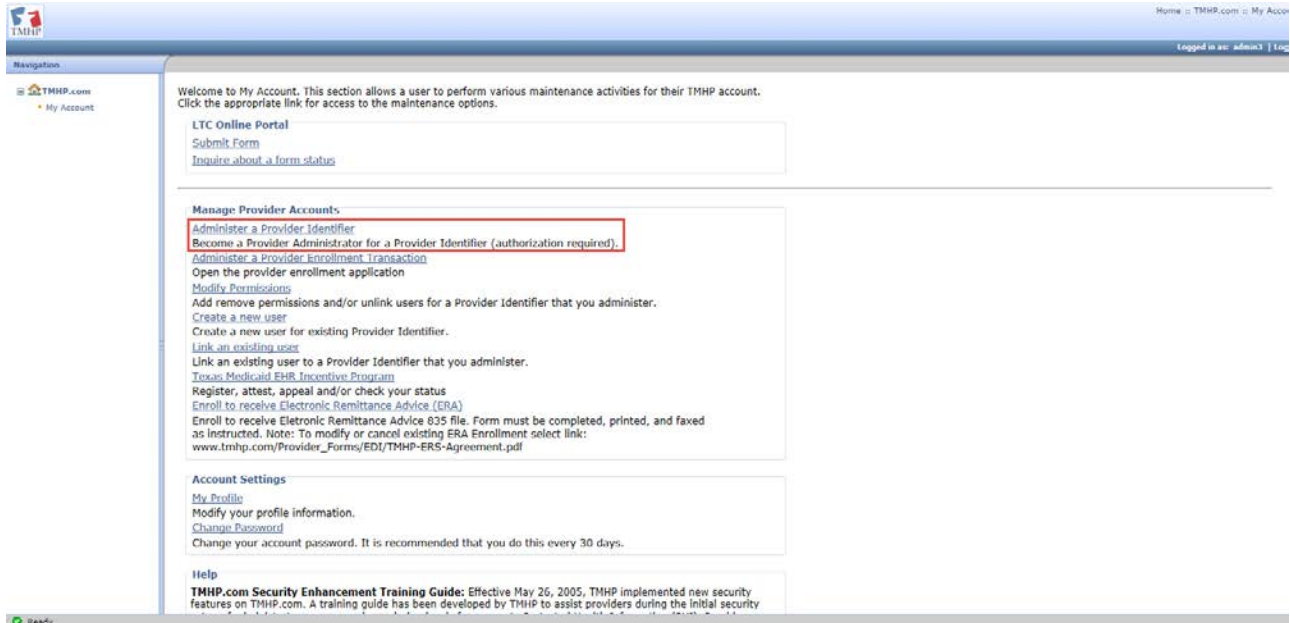 TMHP
Home :: TMHP.com :: My Accou
Logged in as: admin3 | Log
Navigation
TMHP.com
My Account
Welcome to My Account. This section allows a user to perform various maintenance activities for their TMHP account.
Click the appropriate link for access to the maintenance options.
LTC Online Portal
Submit Form
Inquire about a form status
Manage Provider Accounts
Administer a Provider Identifier
Become a Provider Administrator for a Provider Identifier (authorization required).
Administer a Provider Enrollment Transaction
Open the provider enrollment application
Modify Permissions
Add remove permissions and/or unlink users for a Provider Identifier that you administer.
Create a new user
Create a new user for existing Provider Identifier.
Link an existing user
Link an existing user to a Provider Identifier that you administer.
Texas Medicaid EHR Incentive Program
Register, attest, appeal and/or check your status
Enroll to receive Electronic Remittance Advice (ERA)
Enroll to receive Eletronic Remittance Advice 835 file. Form must be completed, printed, and faxed
as instructed. Note: To modify or cancel existing ERA Enrollment select link:
www.tmhp.com/Provider_Forms/EDI/TMHP-ERS-Agreement.pdf
Account Settings
My Profile
Modify your profile information.
Change Password
Change your account password. It is recommended that you do this every 30 days.
Help
TMHP.com Security Enhancement Training Guide: Effective May 26, 2005, TMHP implemented new security
features on TMHP.com. A training guide has been developed by TMHP to assist providers during the initial security
Ready